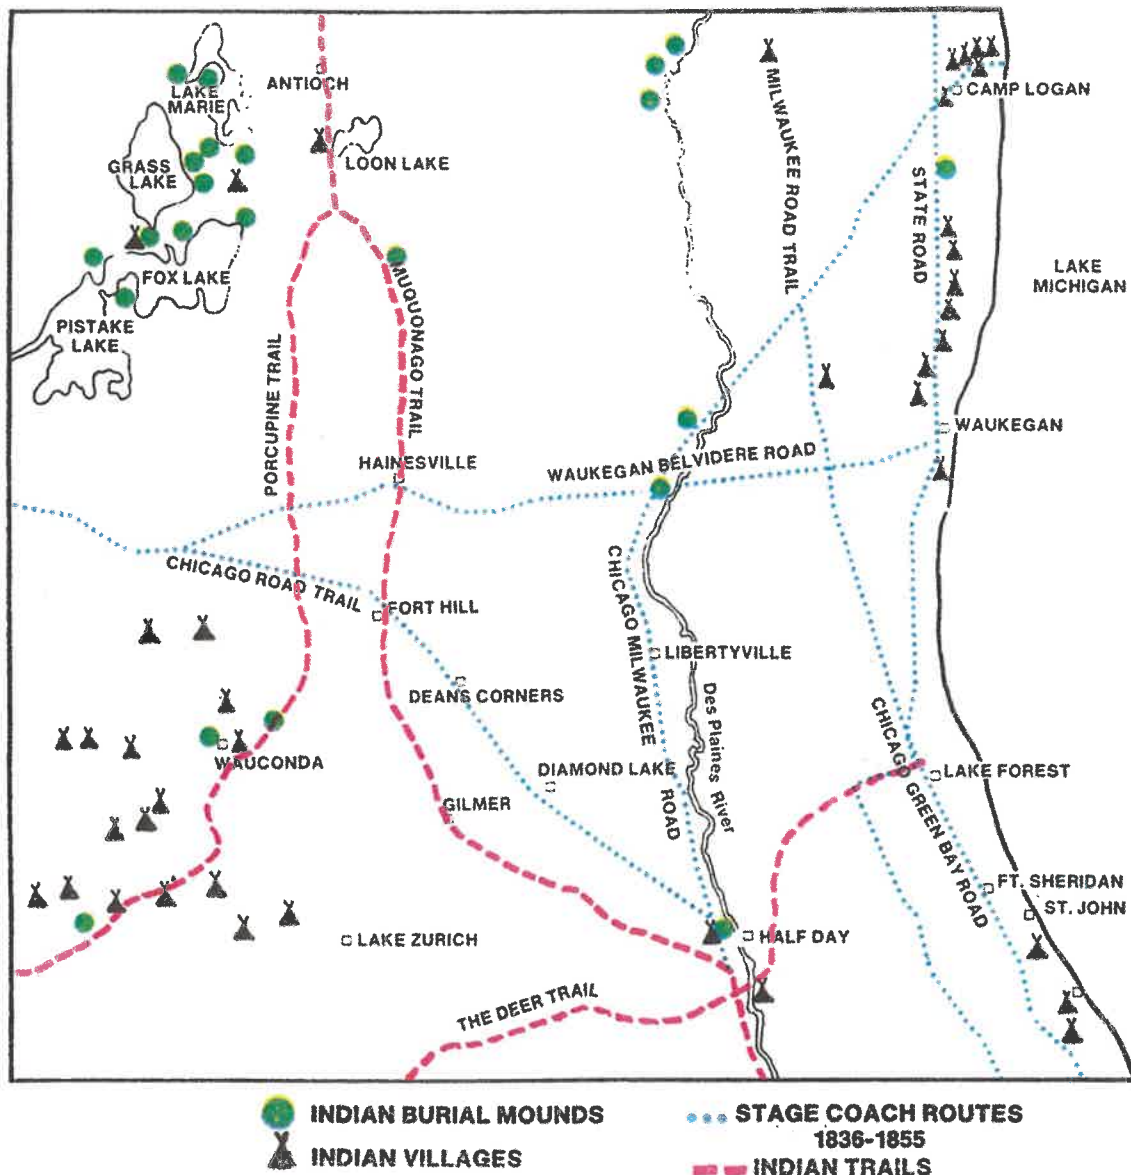 ANTIOCH
LAKE
MARIE
CAMP LOGAN
MILWAUKEE ROAD TRAIL
LOON LAKE
GRASS
LAKE
STATE ROAD
FOX LAKE
LAKE
MICHIGAN
MUQUONAGO TRAIL
PISTAKE
LAKE
PORCUPINE TRAIL
WAUKEGAN
HAINESVILLE
WAUKEGAN BELVIDERE ROAD
CHICAGO ROAD TRAIL
FORT HILL
CHICAGO MILWAUKEE ROAD
LIBERTYVILLE
DEANS CORNERS
Des Plaines River
CHICAGO GREEN BAY ROAD
WAUCONDA
DIAMOND LAKE
LAKE FOREST
GILMER
FT. SHERIDAN
ST. JOHN
HALF DAY
LAKE ZURICH
THE DEER TRAIL
INDIAN BURIAL MOUNDS
INDIAN VILLAGES
STAGE COACH ROUTES
1836-1855
INDIAN TRAILS